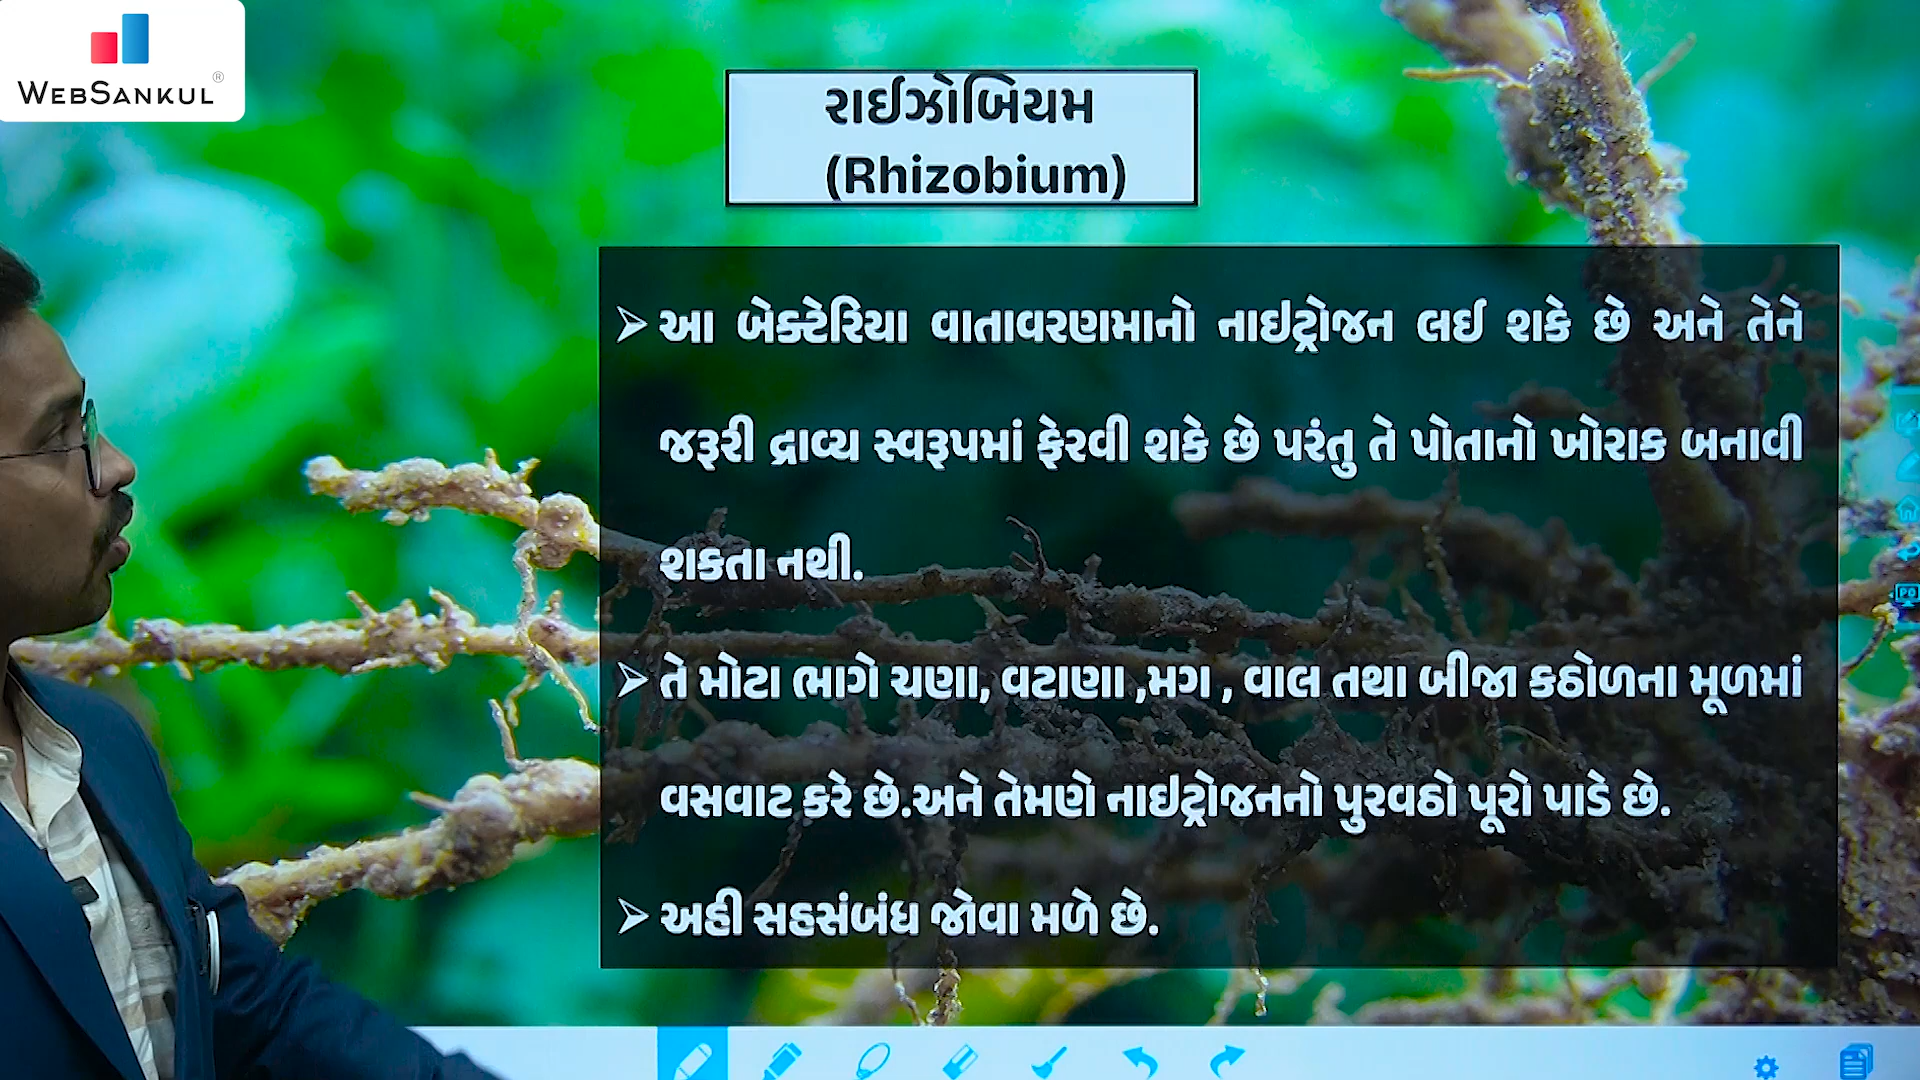 WEBSANKUL®
રાઈઝોબિયમ
(Rhizobium)
➢ આ બેક્ટેરિયા વાતાવરણમાનો નાઇટ્રોજન લઈ શકે છે અને તેને
જરૂરી દ્રાવ્ય સ્વરૂપમાં ફેરવી શકે છે પરંતુ તે પોતાનો ખોરાક બનાવી
શકતા નથી.
➢ તે મોટા ભાગે ચણા, વટાણા ,મગ , વાલ તથા બીજા કઠોળના મૂળમાં
વસવાટ કરે છે.અને તેમણે નાઇટ્રોજનનો પુરવઠો પૂરો પાડે છે.
➢ અહી સહસંબંધ જોવા મળે છે.